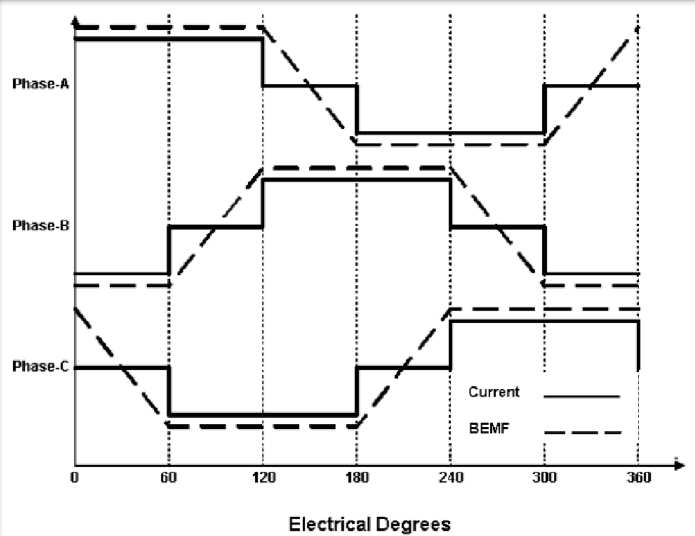 Phase-A
Phase-B
Phase-C
Current
BEMF
0 60 120 180 240 300 360
Electrical Degrees